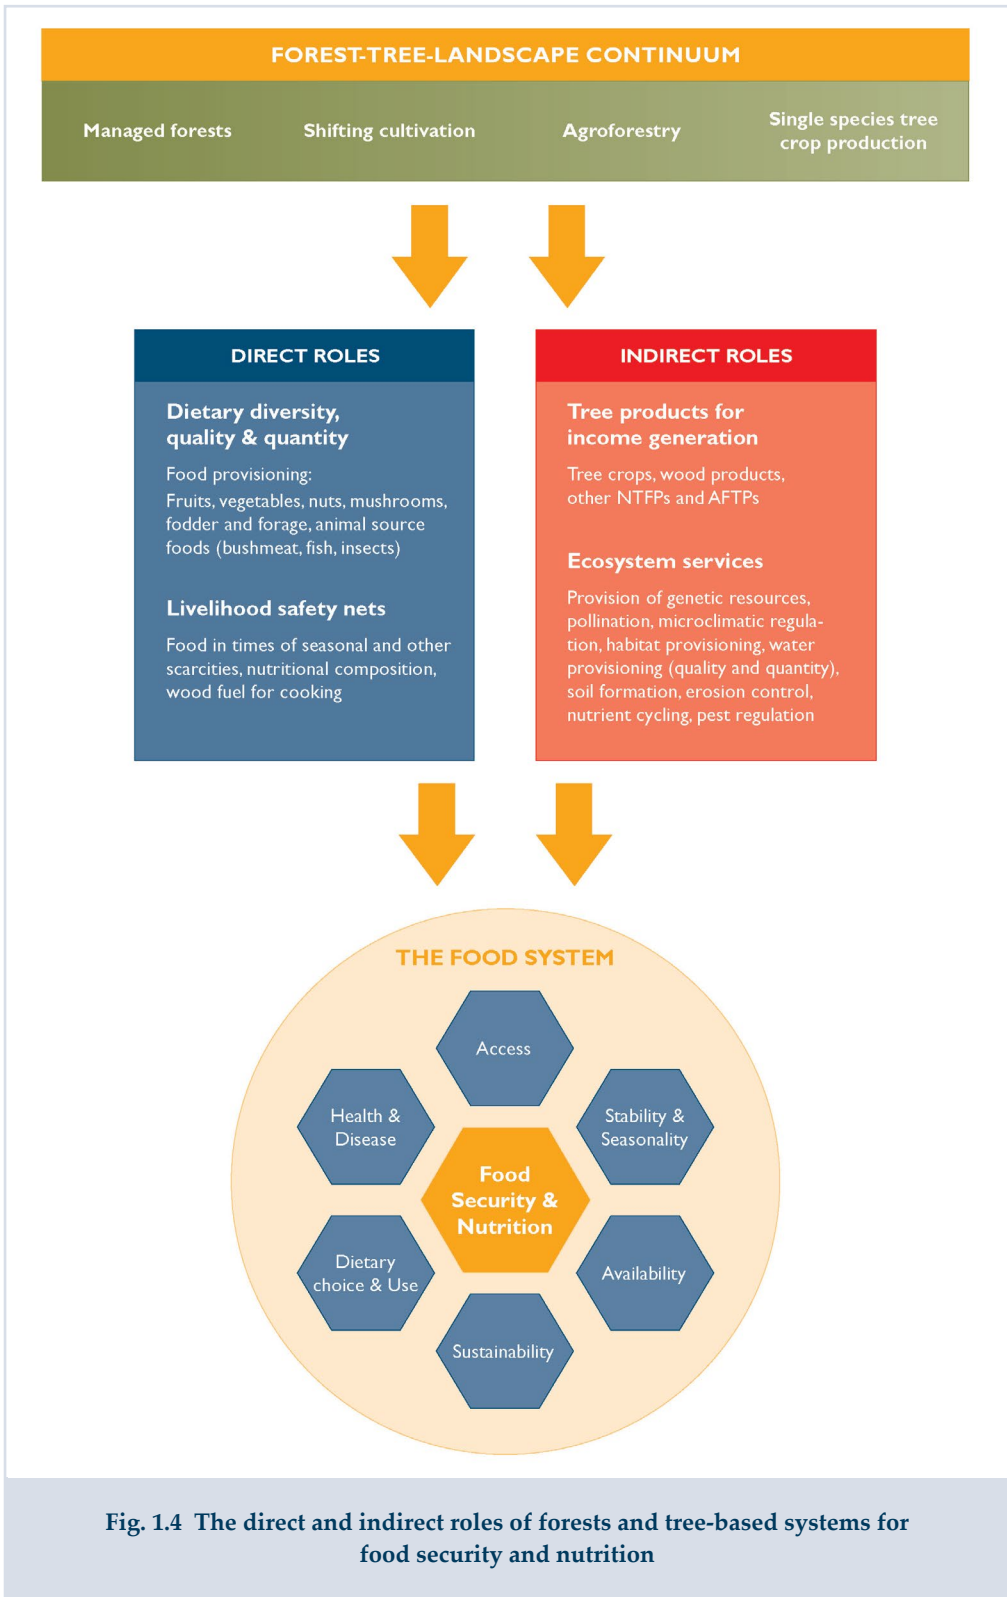 FOREST-TREE-LANDSCAPE CONTINUUM
Managed forests
Shifting cultivation
Agroforestry
Single species tree
crop production
DIRECT ROLES
Dietary diversity,
quality & quantity
Food provisioning:
Fruits, vegetables, nuts, mushrooms,
fodder and forage, animal source
foods (bushmeat, fish, insects)
Livelihood safety nets
Food in times of seasonal and other
scarcities, nutritional composition,
wood fuel for cooking
INDIRECT ROLES
Tree products for
income generation
Tree crops, wood products,
other NTFPs and AFTPs
Ecosystem services
Provision of genetic resources,
pollination, microclimatic regula-
tion, habitat provisioning, water
provisioning (quality and quantity),
soil formation, erosion control,
nutrient cycling, pest regulation
THE FOOD SYSTEM
Access
Health &
Disease
Stability &
Seasonality
Food
Security &
Nutrition
Dietary
choice & Use
Availability
Sustainability
Fig. 1.4 The direct and indirect roles of forests and tree-based systems for
food security and nutrition